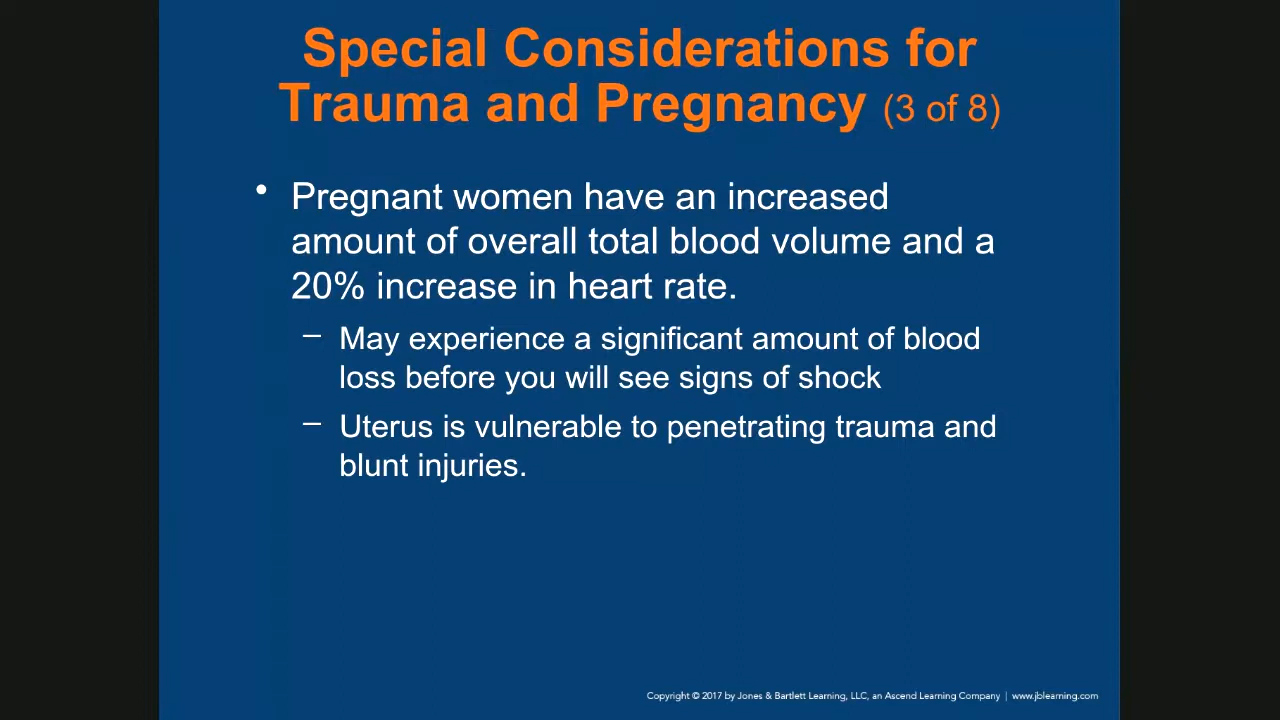 Special Considerations for
Trauma and Pregnancy (3 of 8)
• Pregnant women have an increased
amount of overall total blood volume and a
20% increase in heart rate.
– May experience a significant amount of blood
loss before you will see signs of shock
– Uterus is vulnerable to penetrating trauma and
blunt injuries.
Copyright © 2017 by Jones & Bartlett Learning, LLC, an Ascend Learning Company | www.jblearning.com